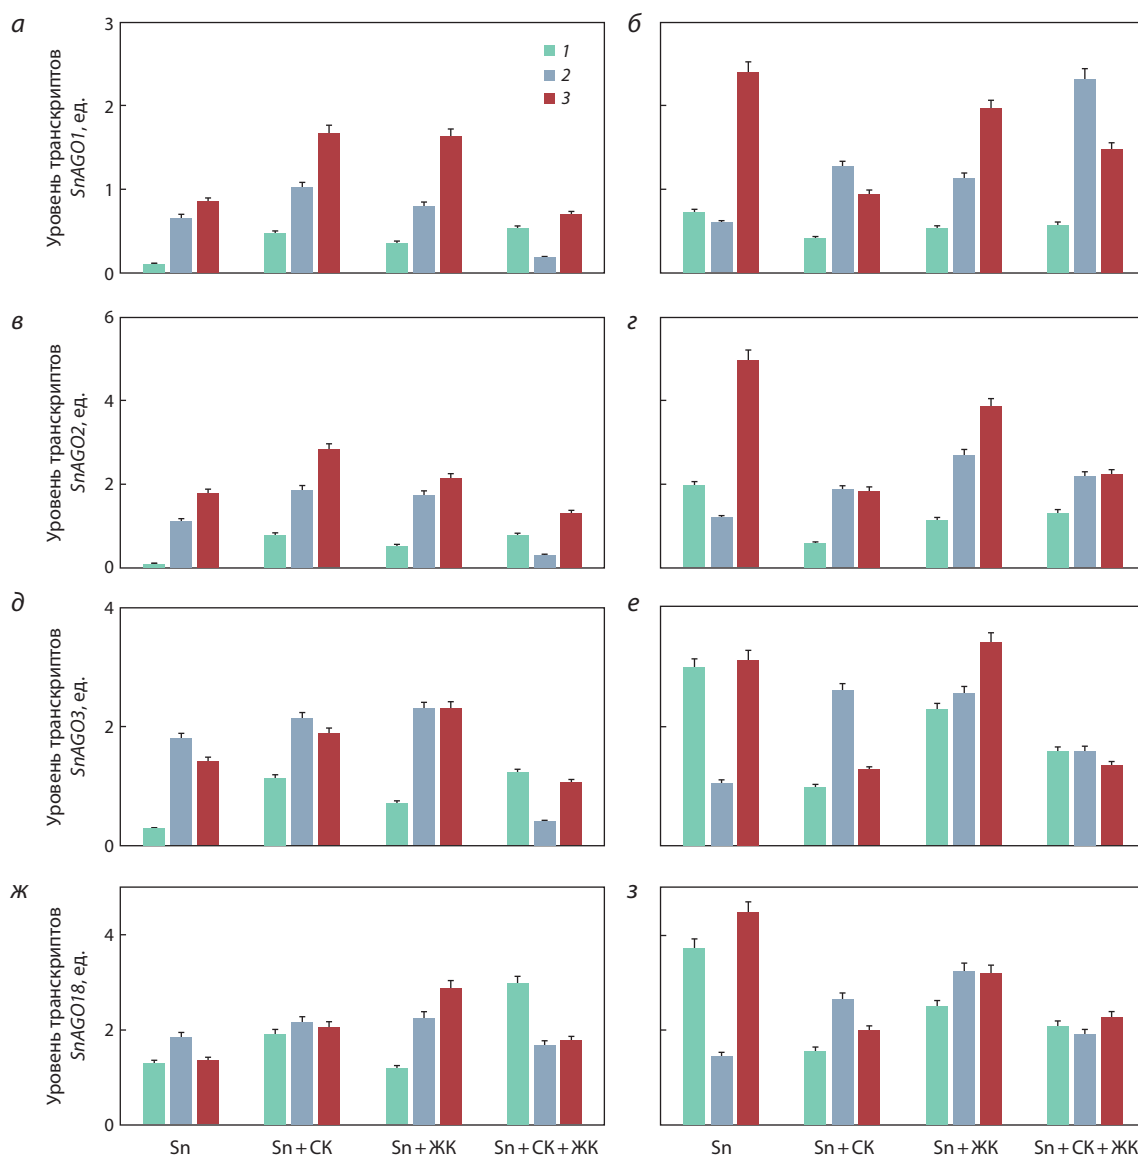 а
б
3
2
1
0
Уровень транскриптов
SnAGO1, ед.
1
2
3
в
г
6
4
2
0
Уровень транскриптов
SnAGO2, ед.
д
е
4
2
0
Уровень транскриптов
SnAGO3, ед.
ж
з
4
2
0
Уровень транскриптов
SnAGO18, ед.
Sn Sn + СК Sn + ЖК Sn + СК + ЖК
Sn Sn + СК Sn + ЖК Sn + СК + ЖК